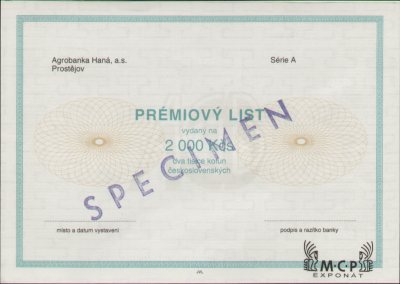 Agrobanka Haná, a.s.
Prostějov
Série A
PRÉMIOVÝ LIST
vydaný na
2 000 Kčs
dva tisíce korun
československých
SPECIMEN
místo a datum vystavení
podpis a razítko banky
M·C·P
EXPONAT